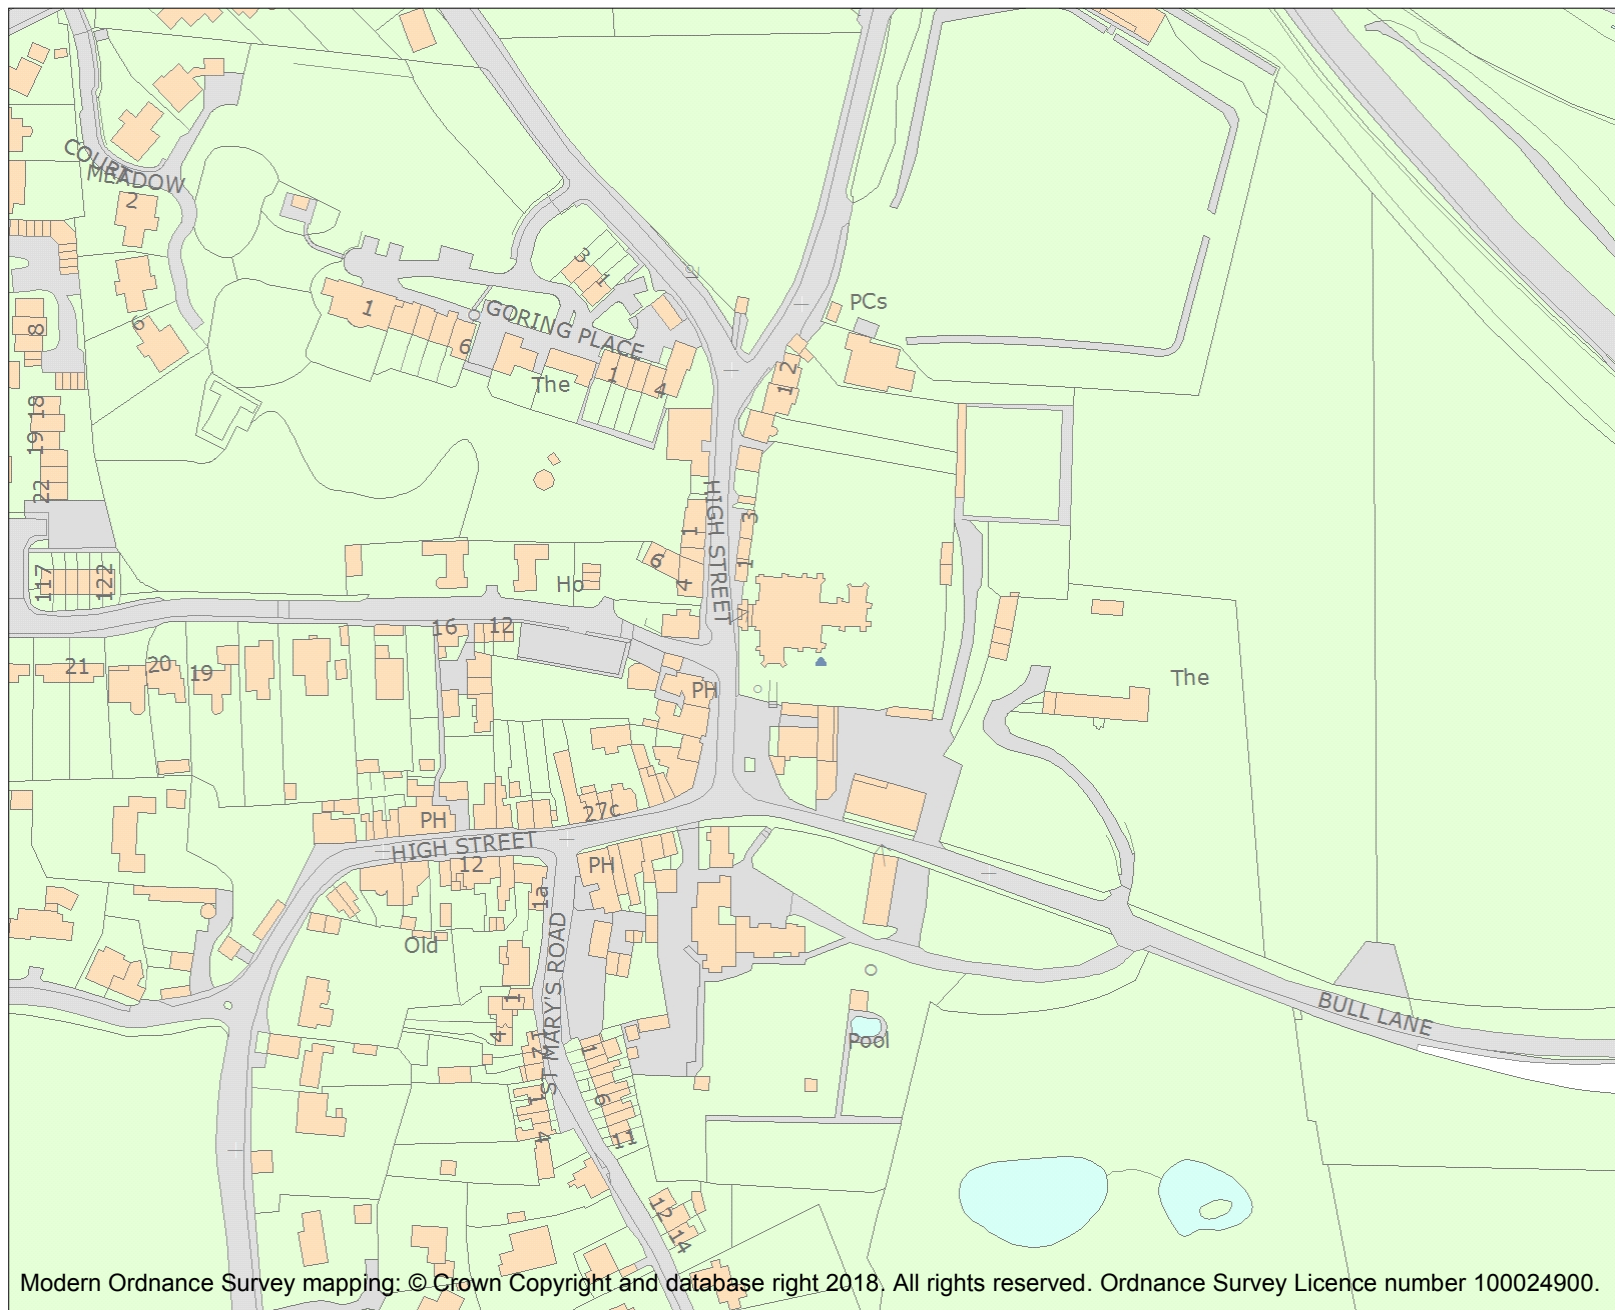 COURT
MEADOW
2
6
8
18
19
22
117
122
3
1
PCs
GORING PLACE
1
6
The
1
4
2
1
HIGH STREET
3
1
1
6
4
Ho
16
12
21
20
19
PH
The
27c
PH
HIGH STREET
12
PH
1a
Old
ST MARY'S ROAD
1
4
1
2
1
4
1
6
11
12
14
BULL LANE
Pool
Modern Ordnance Survey mapping: © Crown Copyright and database right 2018. All rights reserved. Ordnance Survey Licence number 100024900.